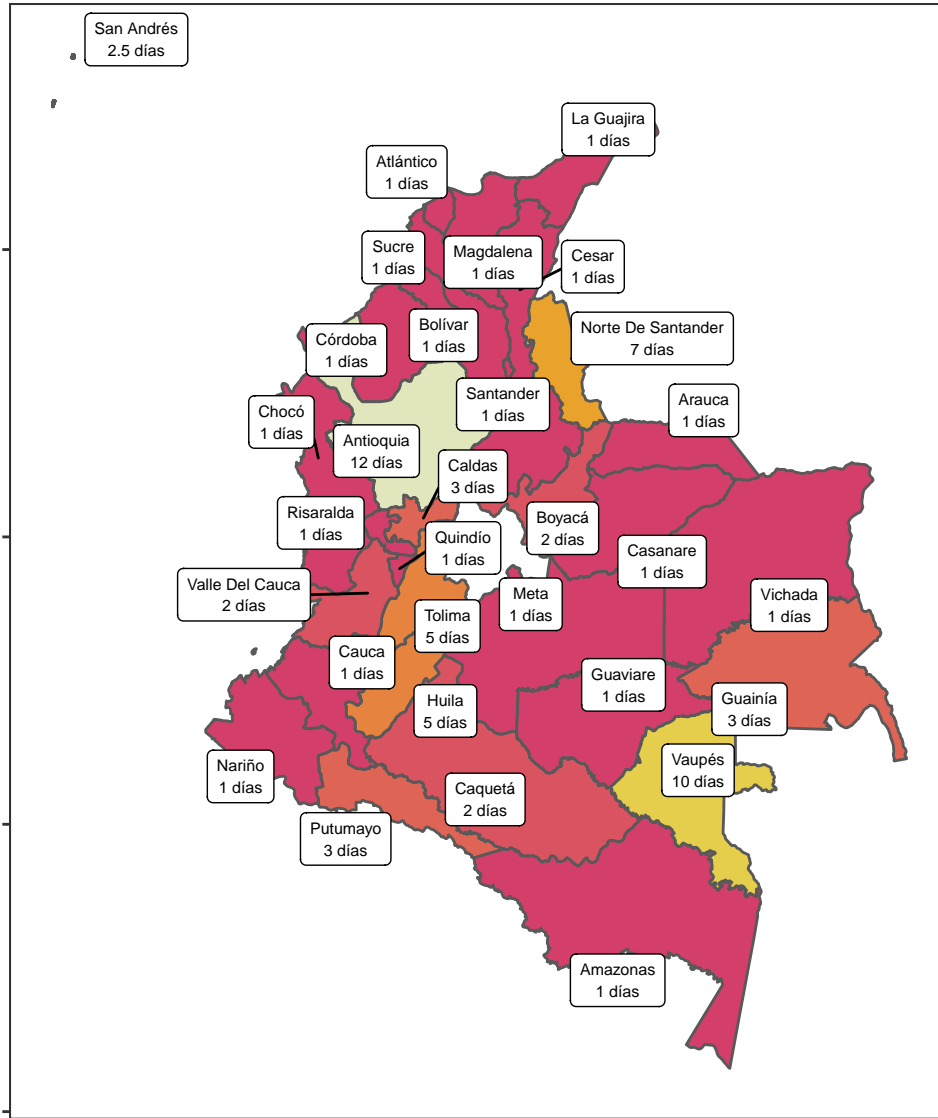 San Andrés
2.5 días
La Guajira
1 días
Atlántico
1 días
Sucre
1 días
Magdalena
1 días
Cesar
1 días
Córdoba
1 días
Bolívar
1 días
Norte De Santander
7 días
Santander
1 días
Arauca
1 días
Chocó
1 días
Antioquia
12 días
Caldas
3 días
Risaralda
1 días
Quindío
1 días
Boyacá
2 días
Casanare
1 días
Valle Del Cauca
2 días
Meta
1 días
Vichada
1 días
Tolima
5 días
Cauca
1 días
Guaviare
1 días
Huila
5 días
Guainía
3 días
Nariño
1 días
Vaupés
10 días
Caquetá
2 días
Putumayo
3 días
Amazonas
1 días